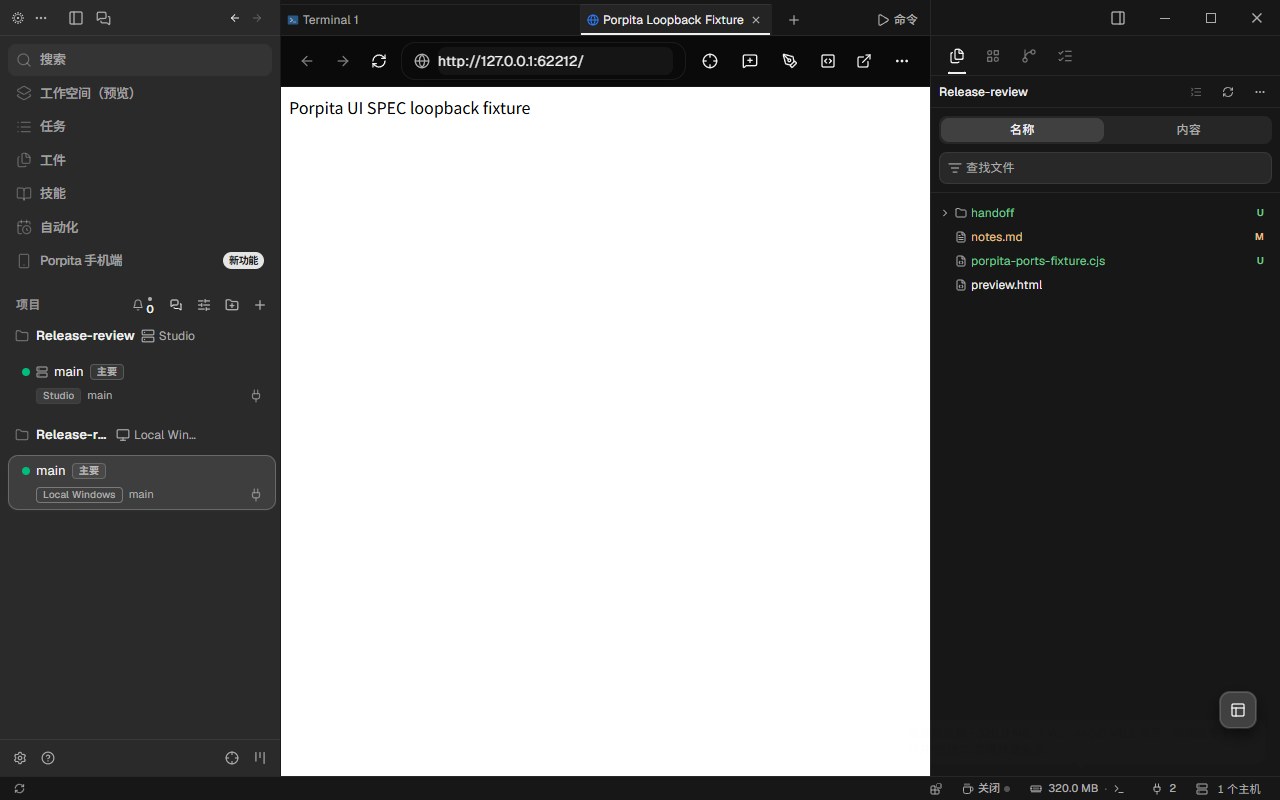 Terminal 1
Porpita Loopback Fixture
命令
搜索
http://127.0.0.1:62212/
工作空间（预览）
任务
工件
技能
自动化
Porpita 手机端
新功能
项目
0
Release-review
Studio
main
主要
Studio
main
Release-r...
Local Win...
main
主要
Local Windows
main
Porpita UI SPEC loopback fixture
Release-review
名称
内容
查找文件
handoff
U
notes.md
M
porpita-ports-fixture.cjs
U
preview.html
关闭
320.0 MB
2
1 个主机